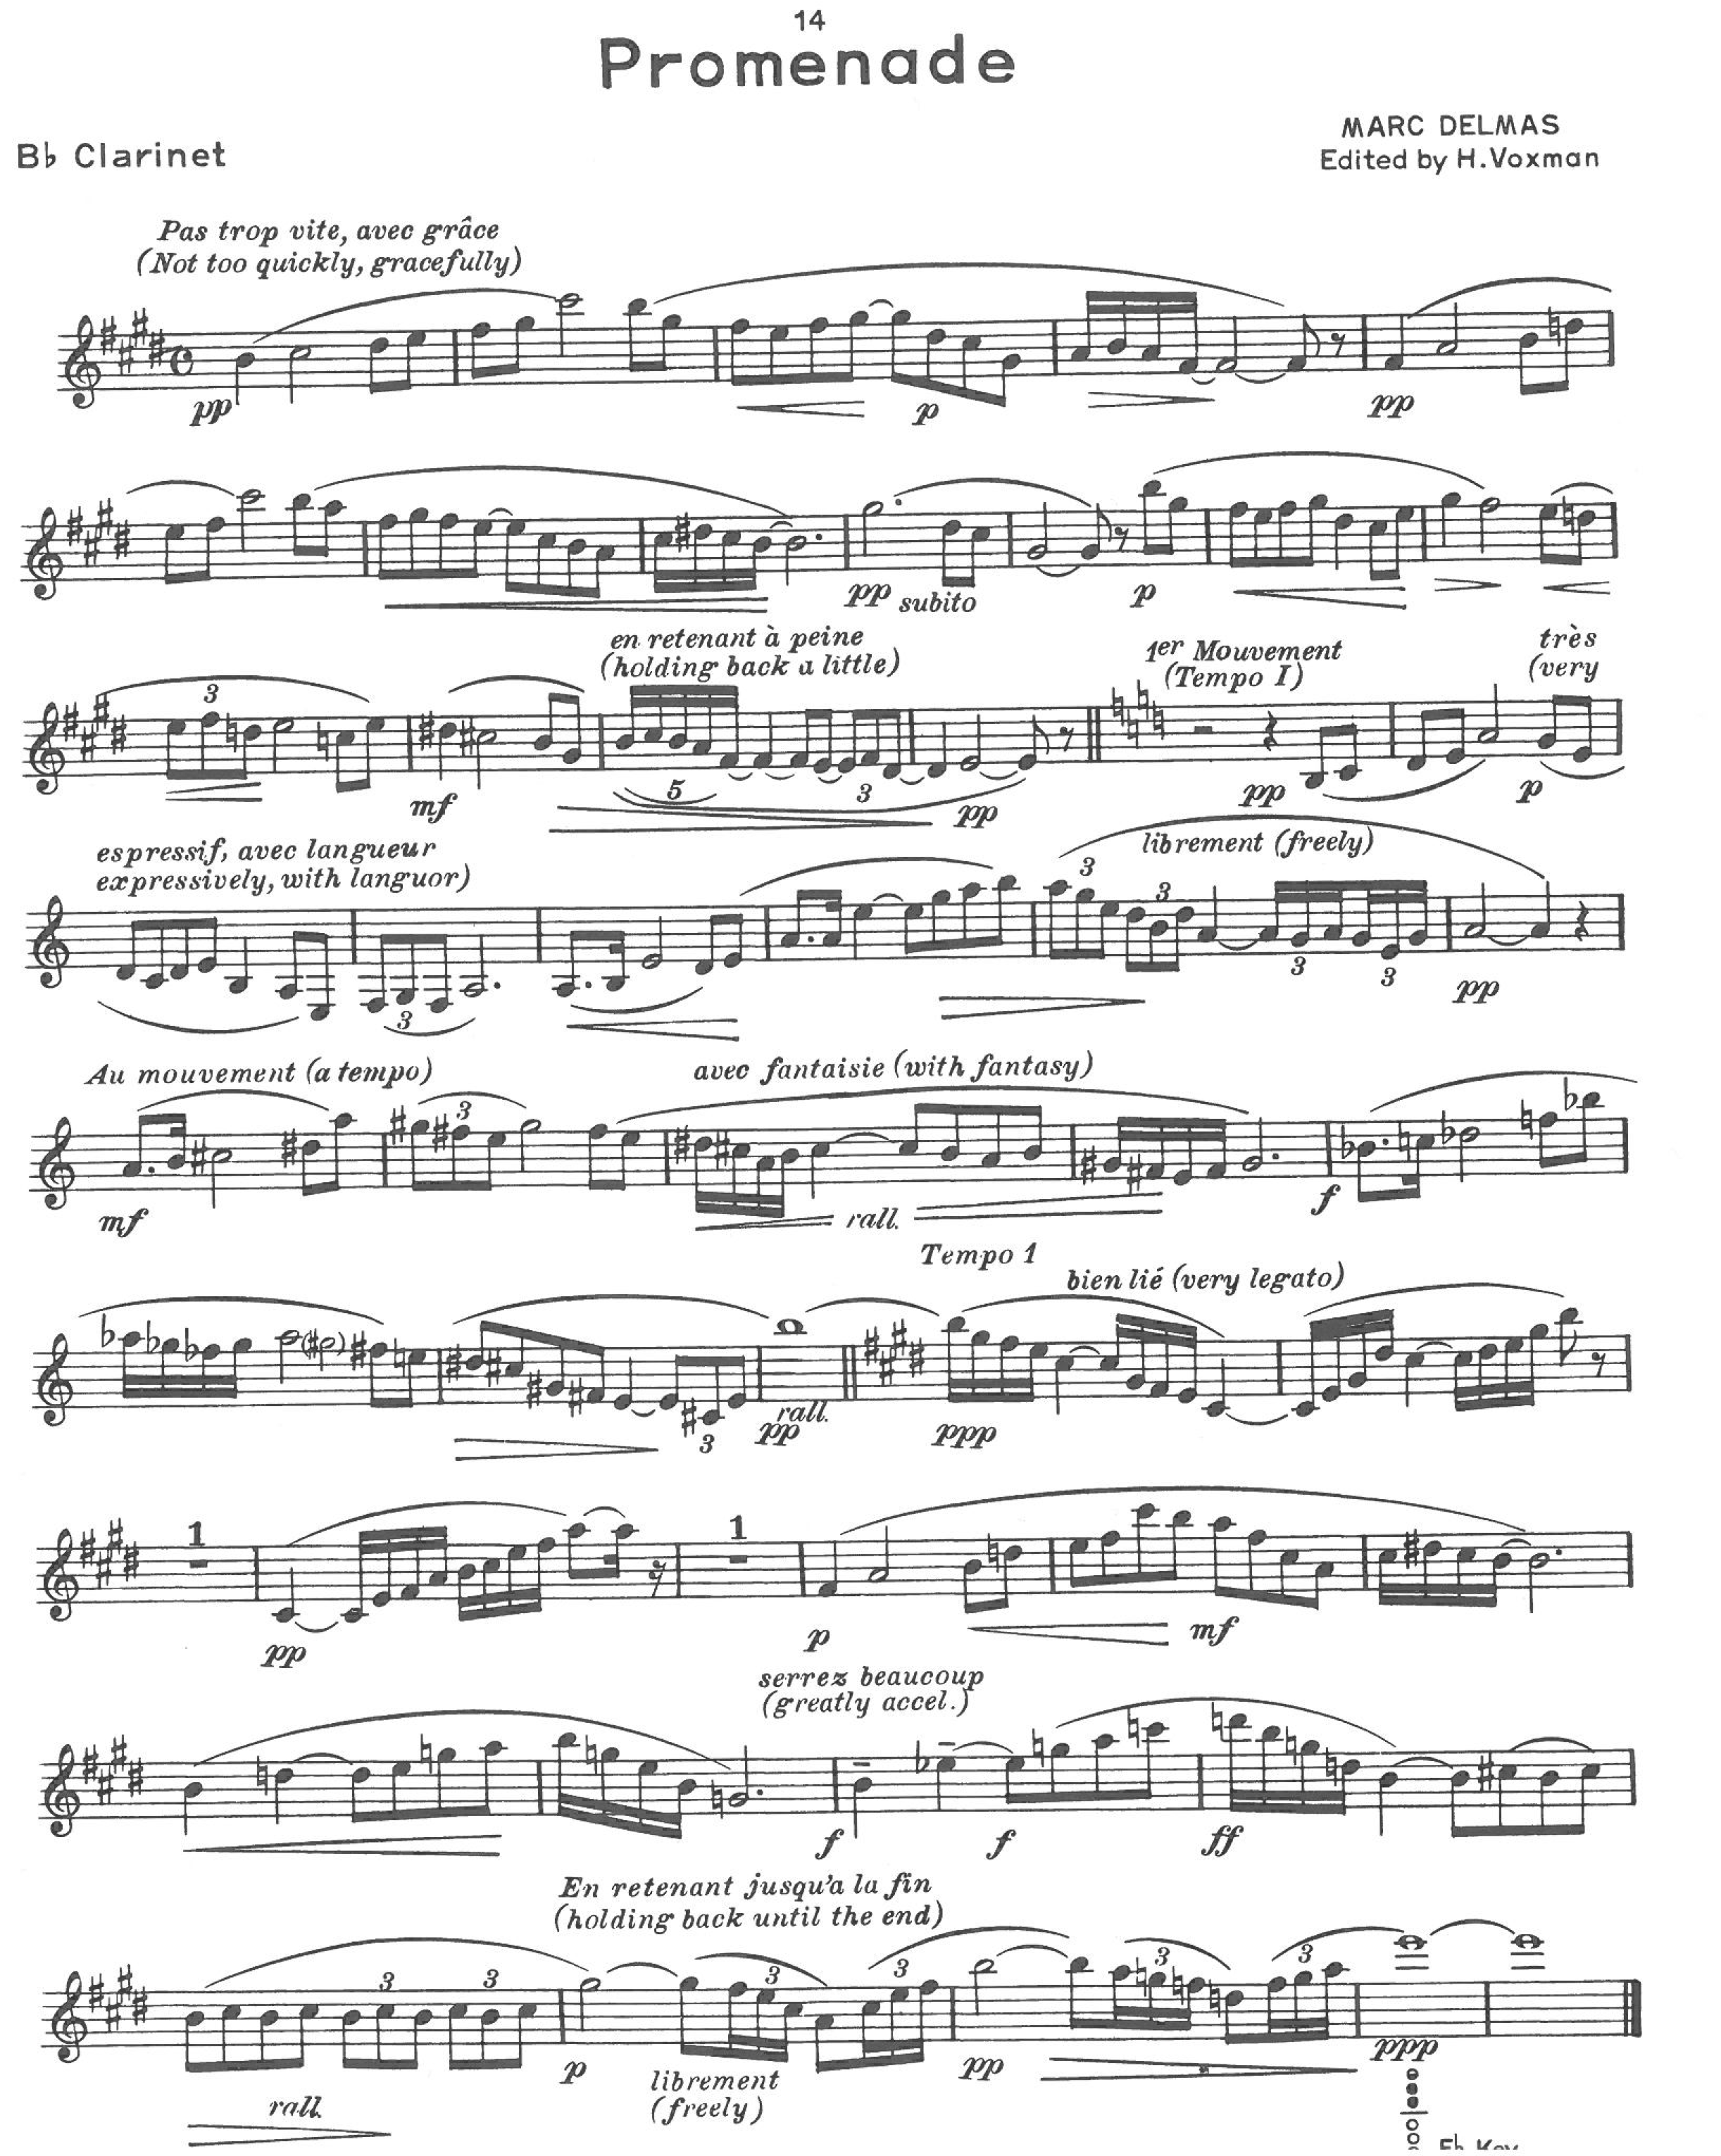 14
Promenade
B♭ Clarinet
MARC DELMAS
Edited by H. Voxman
Pas trop vite, avec grâce
(Not too quickly, gracefully)
pp
p
pp
pp subito
p
en retenant à peine
(holding back a little)
1er Mouvement
(Tempo I)
très
(very
3
mf
5
3
pp
pp
p
espressif, avec langueur
expressively, with languor)
librement (freely)
3
3
3
3
3
pp
Au mouvement (a tempo)
avec fantaisie (with fantasy)
3
mf
rall.
f
Tempo 1
bien lié (very legato)
3
rall.
pp
ppp
1
1
pp
p
mf
serrez beaucoup
(greatly accel.)
f
f
ff
En retenant jusqu'a la fin
(holding back until the end)
3
3
3
3
3
3
p
pp
ppp
rall.
librement
(freely)